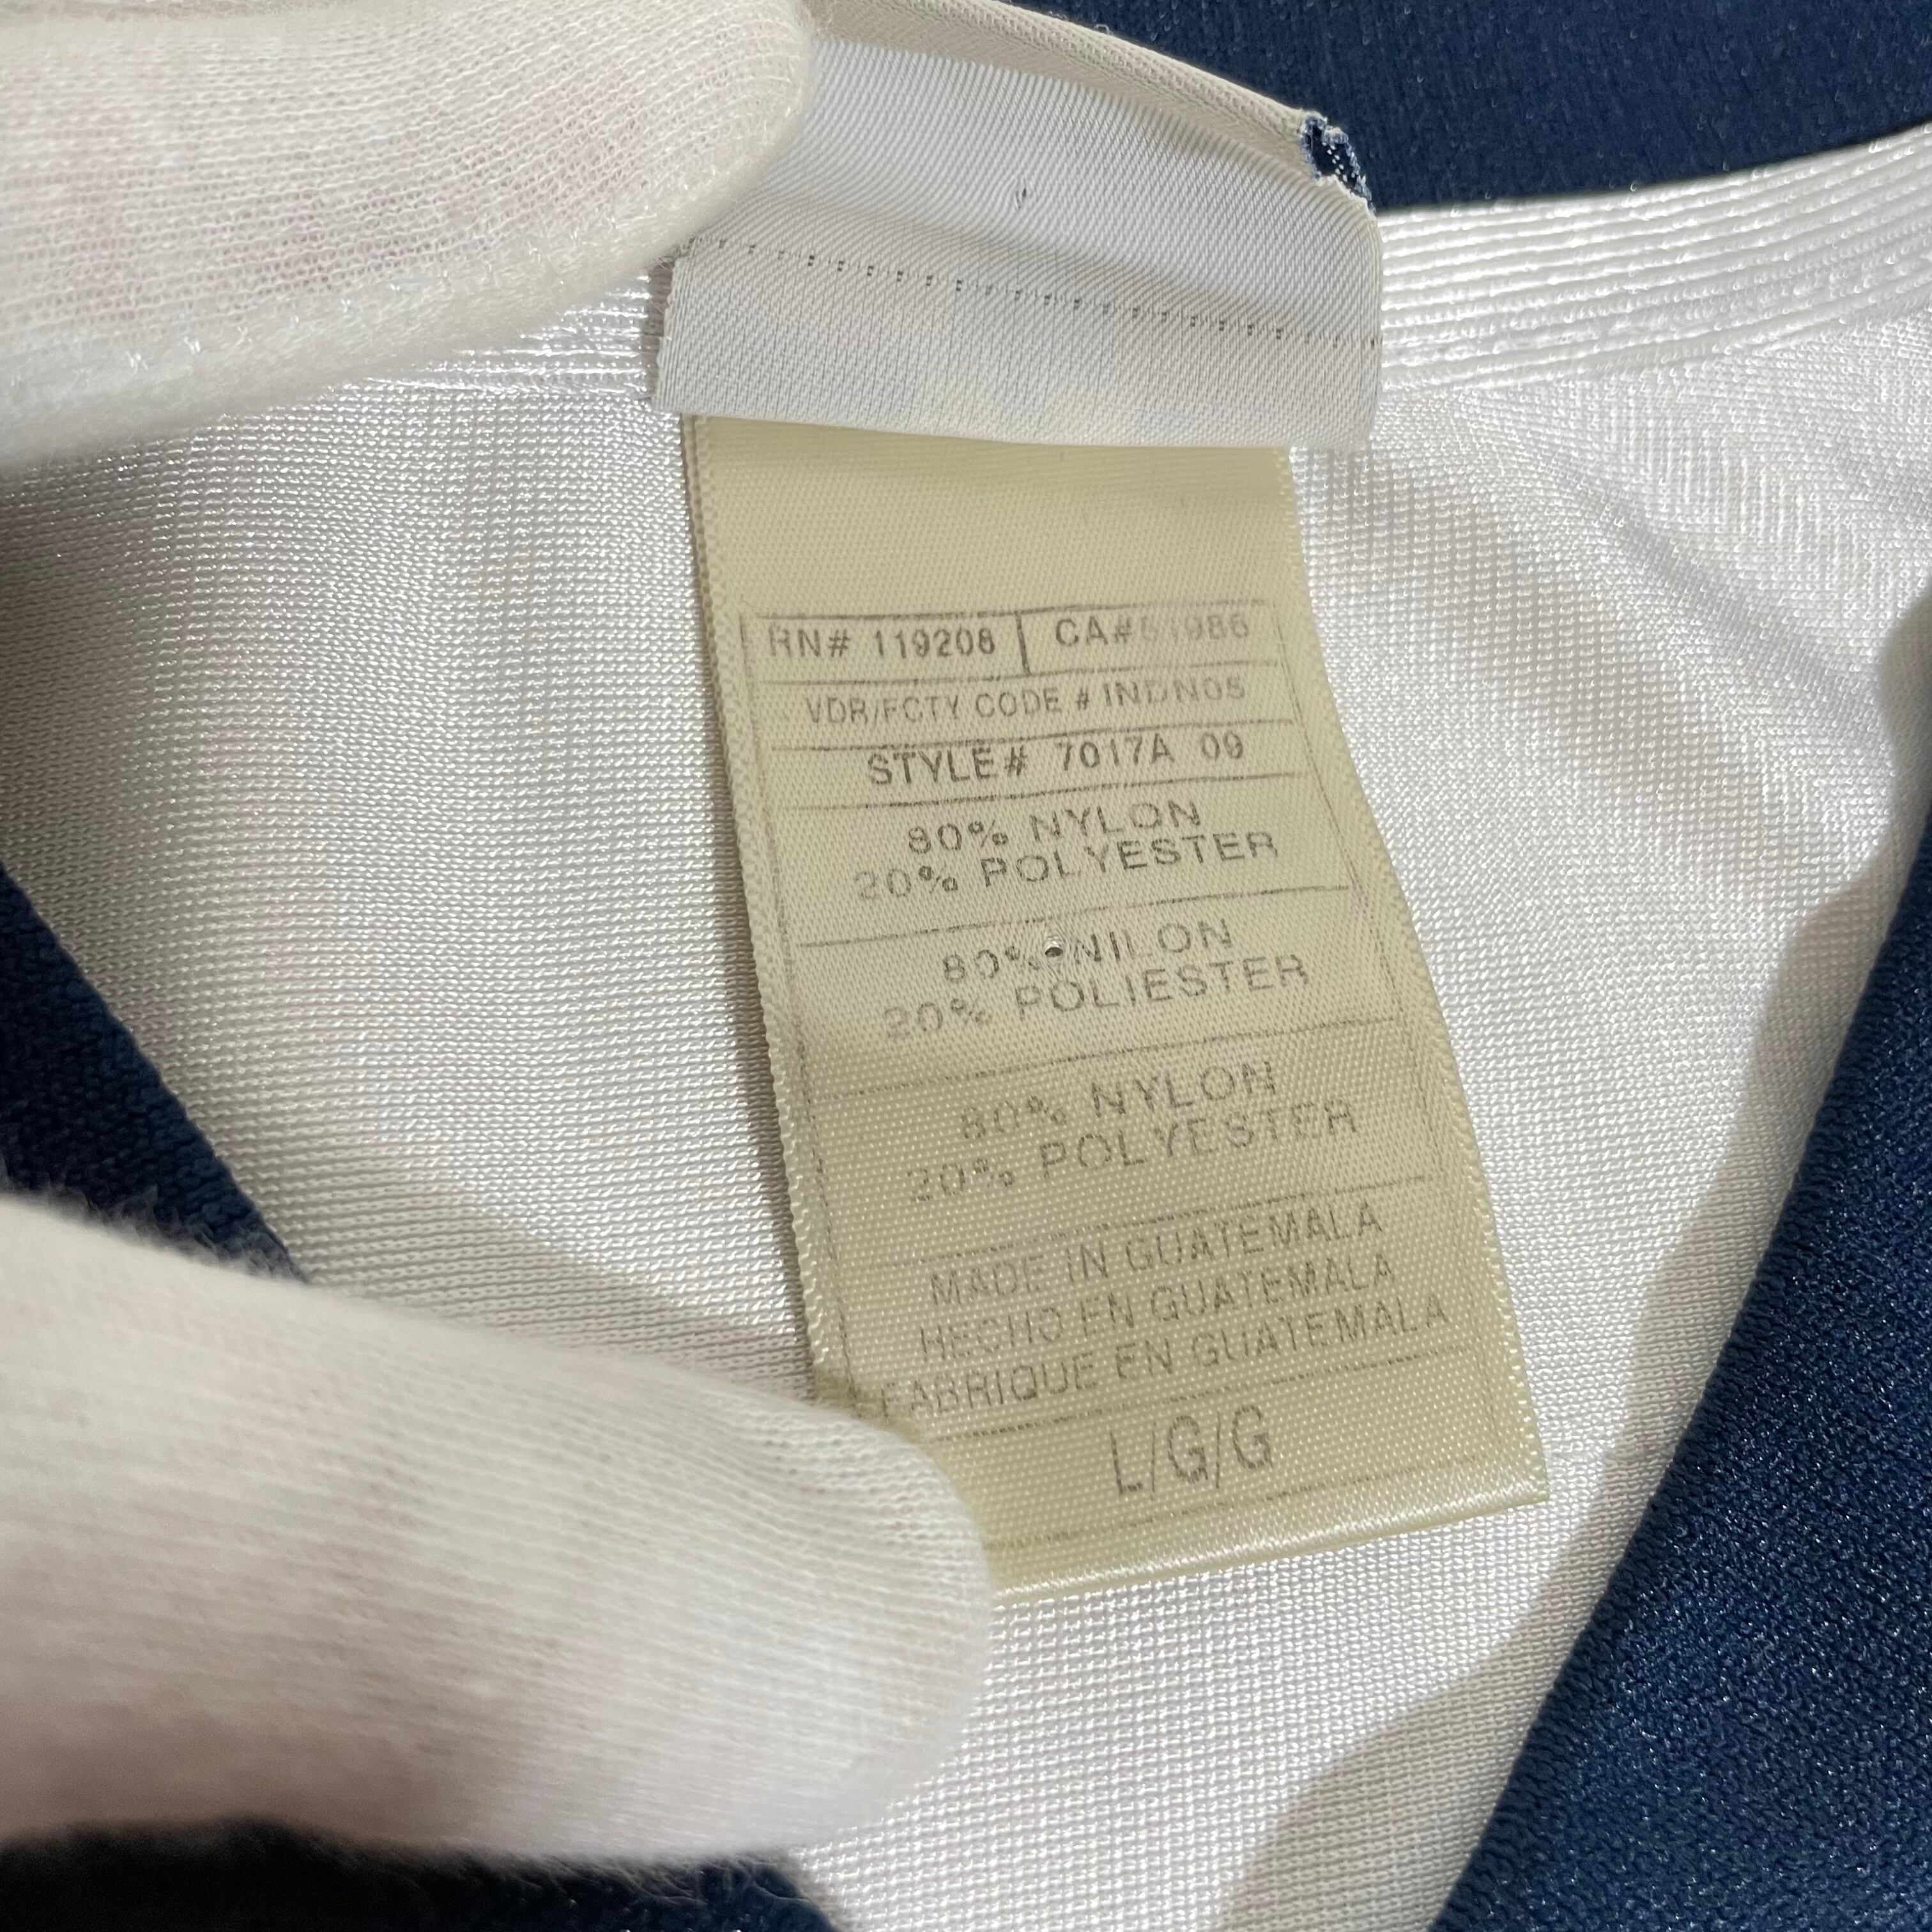 RN# 119208 CA#
VDR/FCTY CODE # INDN05
STYLE# 7017A 09
80% NYLON
20% POLYESTER
80% NILON
20% POLIESTER
80% NYLON
20% POLYESTER
MADE IN GUATEMALA
HECHO EN GUATEMALA
FABRIQUE EN GUATEMALA
L/G/G